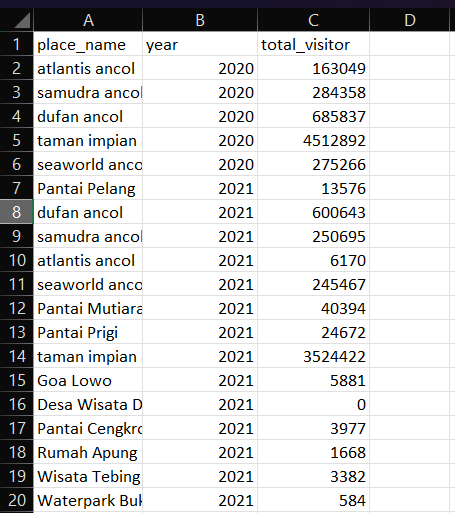 A B C D
1 place_name year total_visitor
2 atlantis ancol 2020 163049
3 samudra ancol 2020 284358
4 dufan ancol 2020 685837
5 taman impian 2020 4512892
6 seaworld anco 2020 275266
7 Pantai Pelang 2021 13576
8 dufan ancol 2021 600643
9 samudra ancol 2021 250695
10 atlantis ancol 2021 6170
11 seaworld anco 2021 245467
12 Pantai Mutiara 2021 40394
13 Pantai Prigi 2021 24672
14 taman impian 2021 3524422
15 Goa Lowo 2021 5881
16 Desa Wisata D 2021 0
17 Pantai Cengkro 2021 3977
18 Rumah Apung 2021 1668
19 Wisata Tebing 2021 3382
20 Waterpark Buk 2021 584